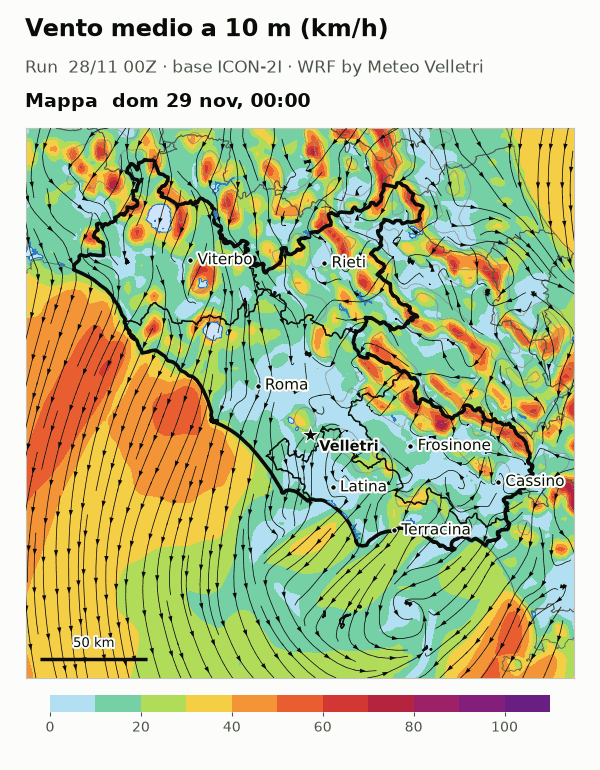 Vento medio a 10 m (km/h)
Run  28/11 00Z · base ICON-2I · WRF by Meteo Velletri
Mappa  dom 29 nov, 00:00
Viterbo
Rieti
Roma
Velletri
Frosinone
Latina
Cassino
Terracina
50 km
0 20 40 60 80 100